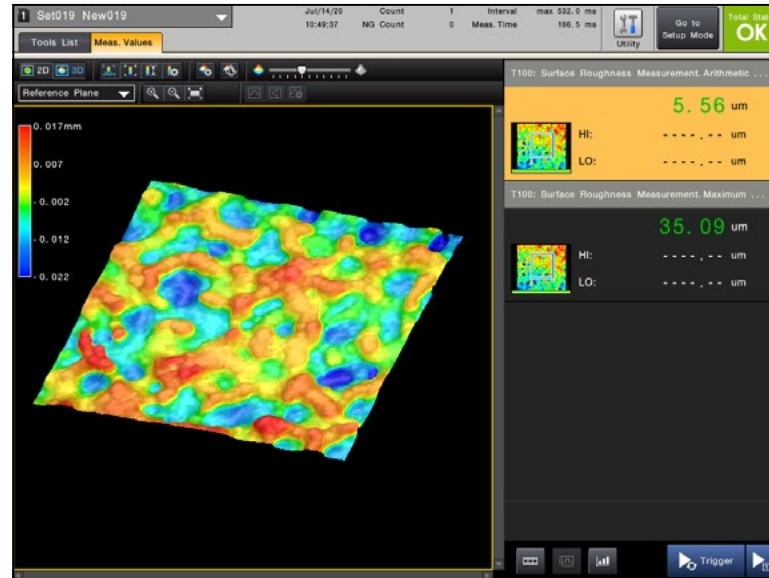 1 Set019 New019
Jul/14/20 Count 1 Interval max 532.0 ms
10:49:37 NG Count 0 Meas. Time 166.5 ms
Utility
Go to
Setup Mode
Total Stat
OK
Tools List Meas. Values
2D 3D
Reference Plane
0.017mm
0.007
-0.002
-0.012
-0.022
T100: Surface Roughness Measurement. Arithmetic ...
5.56 um
HI: ----.-- um
LO: ----.-- um
T100: Surface Roughness Measurement. Maximum ...
35.09 um
HI: ----.-- um
LO: ----.-- um
Trigger